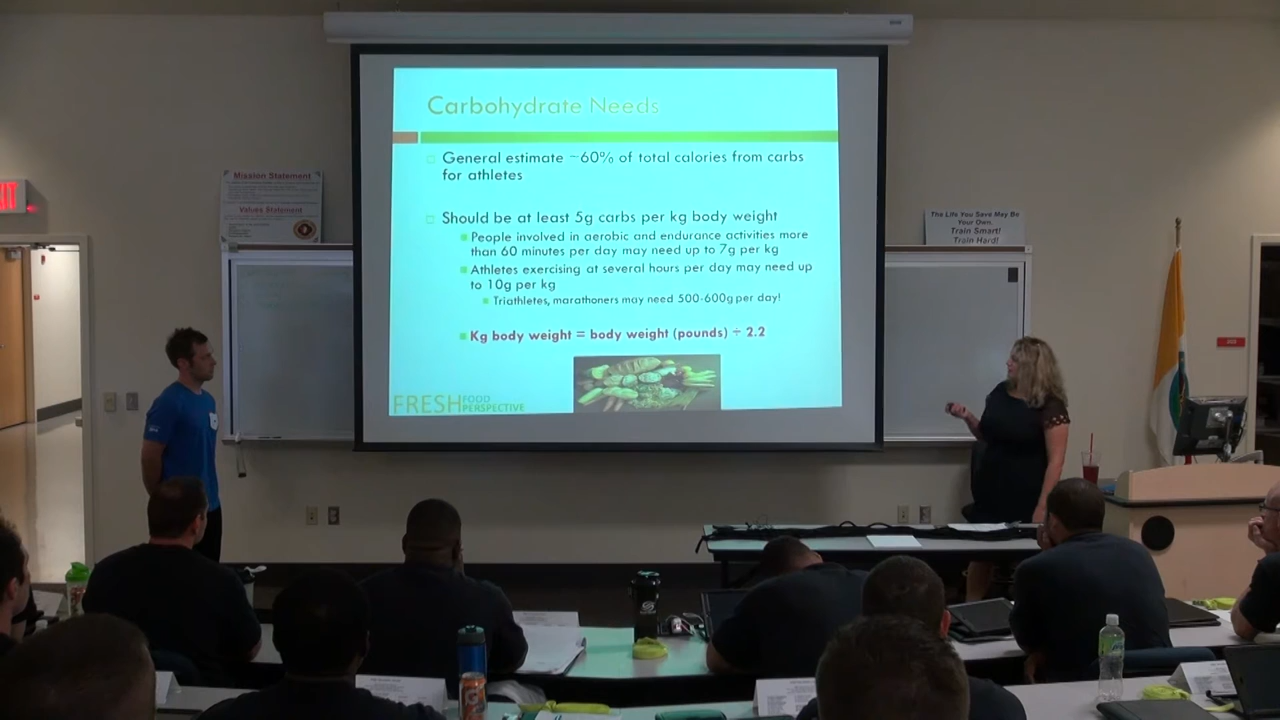 Carbohydrate Needs
General estimate ~60% of total calories from carbs
for athletes
Should be at least 5g carbs per kg body weight
People involved in aerobic and endurance activities more
than 60 minutes per day may need up to 7g per kg
Athletes exercising at several hours per day may need up
to 10g per kg
Triathletes, marathoners may need 500-600g per day!
Kg body weight = body weight (pounds) ÷ 2.2
FRESH FOOD
PERSPECTIVE
Mission Statement
Values Statement
The Life You Save May Be
Your Own.
Train Smart!
Train Hard!